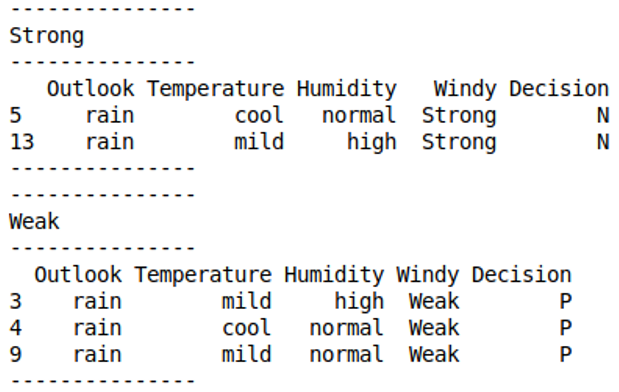 ---------------
Strong
---------------
Outlook Temperature Humidity Windy Decision
5 rain cool normal Strong N
13 rain mild high Strong N
---------------
---------------
Weak
---------------
Outlook Temperature Humidity Windy Decision
3 rain mild high Weak P
4 rain cool normal Weak P
9 rain mild normal Weak P
---------------